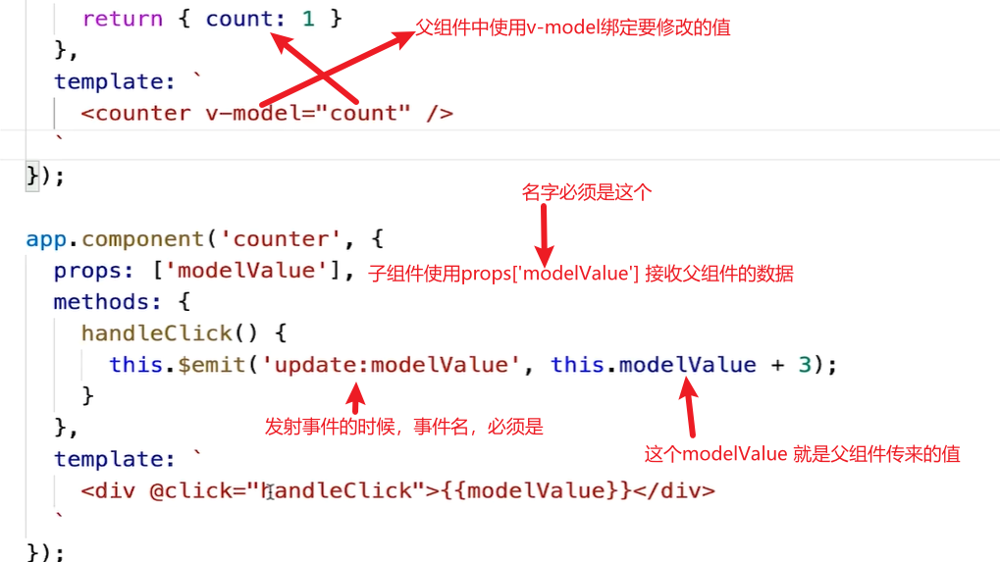 return { count: 1 }
父组件中使用v-model绑定要修改的值
},
template: `
<counter v-model="count" />
`
});
名字必须是这个
app.component('counter', {
props: ['modelValue'], 子组件使用props['modelValue'] 接收父组件的数据
methods: {
handleClick() {
this.$emit('update:modelValue', this.modelValue + 3);
}
发射事件的时候，事件名，必须是
},
这个modelValue 就是父组件传来的值
template: `
<div @click="handleClick">{{modelValue}}</div>
`
});